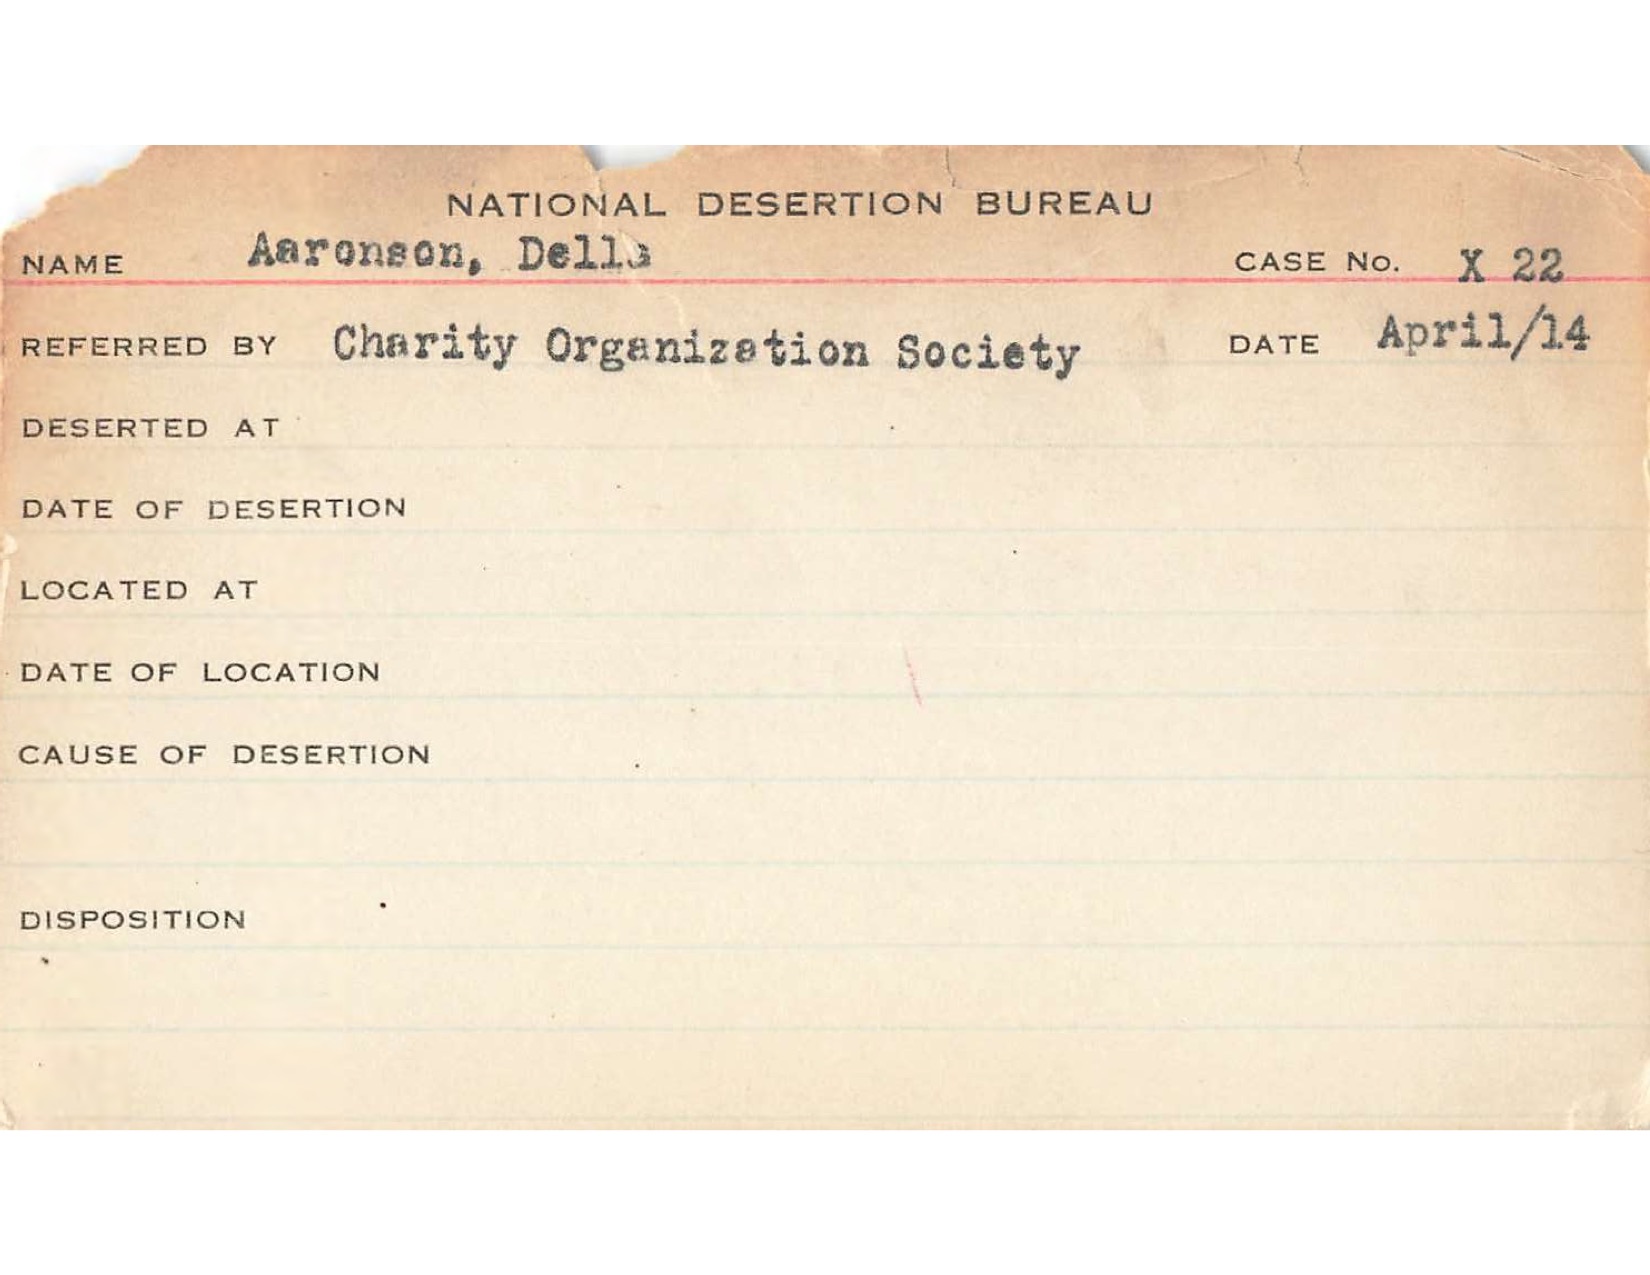 NATIONAL DESERTION BUREAU
NAME Aaronson, Della CASE No. X 22
REFERRED BY Charity Organization Society DATE April/14
DESERTED AT
DATE OF DESERTION
LOCATED AT
DATE OF LOCATION
CAUSE OF DESERTION
DISPOSITION